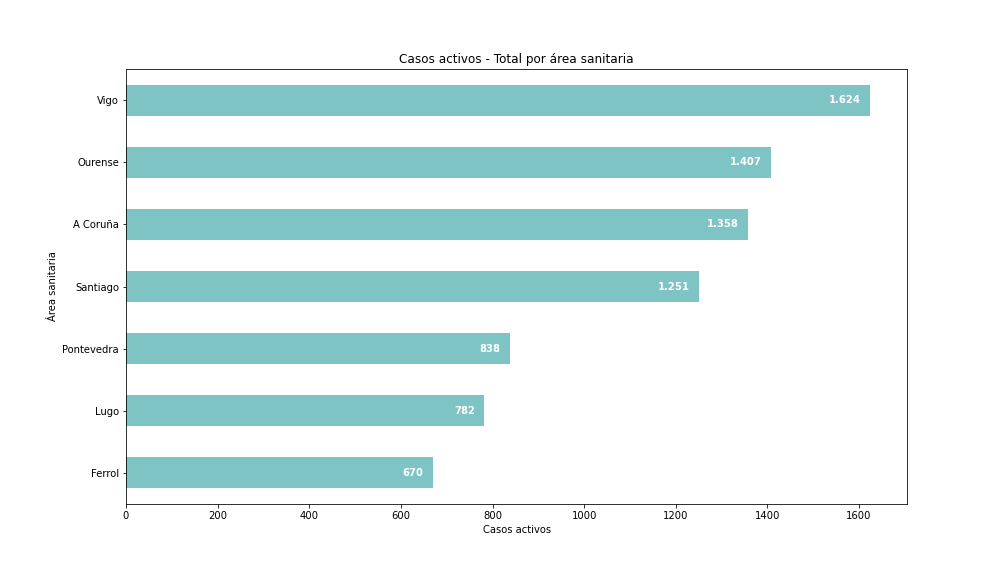 Casos activos - Total por área sanitaria
Área sanitaria
Vigo 1.624
Ourense 1.407
A Coruña 1.358
Santiago 1.251
Pontevedra 838
Lugo 782
Ferrol 670
0 200 400 600 800 1000 1200 1400 1600
Casos activos